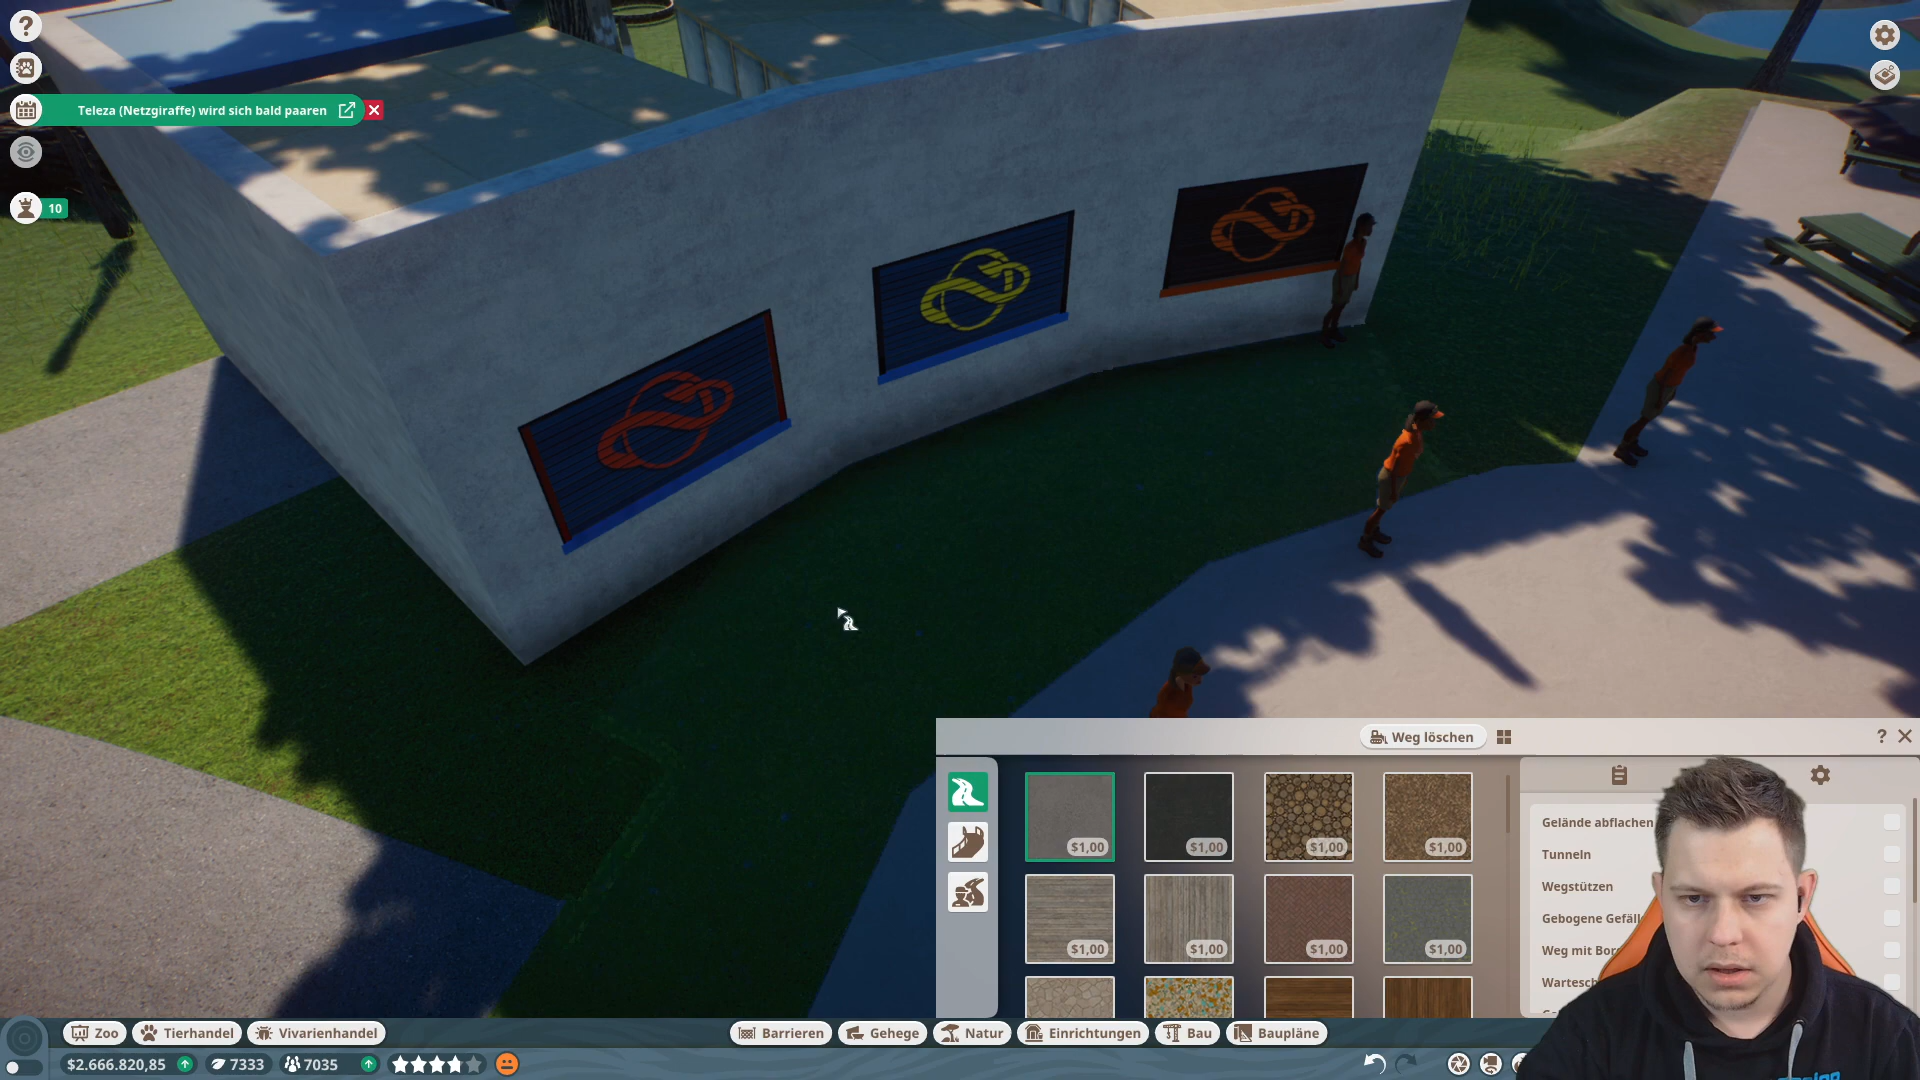 ?
Teleza (Netzgiraffe) wird sich bald paaren
10
Weg löschen
?
$1,00 $1,00 $1,00 $1,00
$1,00 $1,00 $1,00 $1,00
Gelände abflachen
Tunneln
Wegstützen
Weg mit
Zoo Tierhandel Vivarienhandel Barrieren Gehege Natur Einrichtungen Bau Baupläne
$2.666.820,85 7333 7035